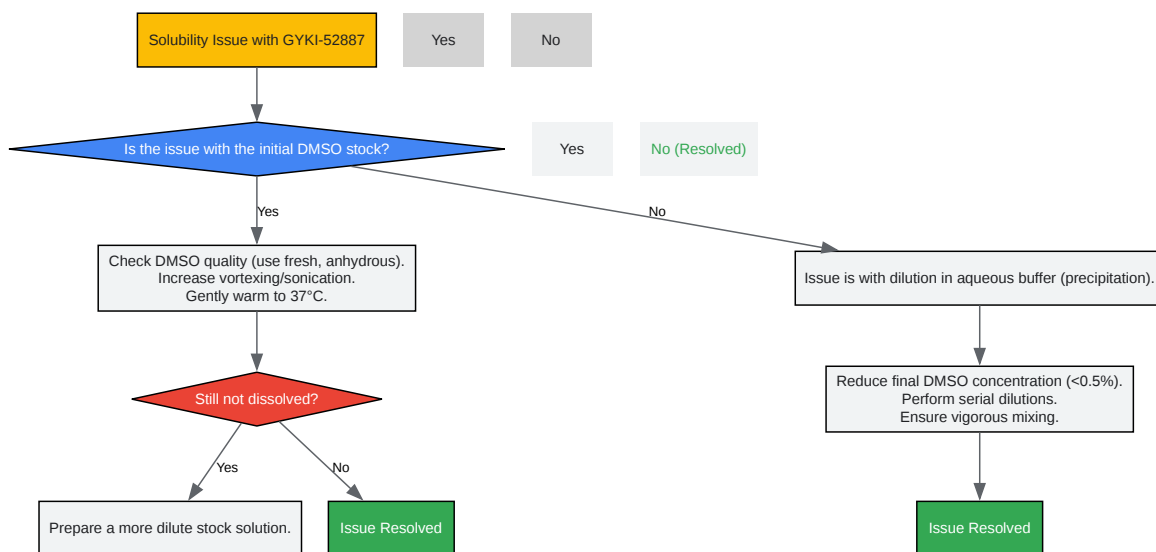 Solubility Issue with GYKI-52887
Yes
No
Is the issue with the initial DMSO stock?
Yes
No (Resolved)
Yes
No
Check DMSO quality (use fresh, anhydrous).
Increase vortexing/sonication.
Gently warm to 37°C.
Issue is with dilution in aqueous buffer (precipitation).
Still not dissolved?
Reduce final DMSO concentration (<0.5%).
Perform serial dilutions.
Ensure vigorous mixing.
Yes
No
Prepare a more dilute stock solution.
Issue Resolved
Issue Resolved